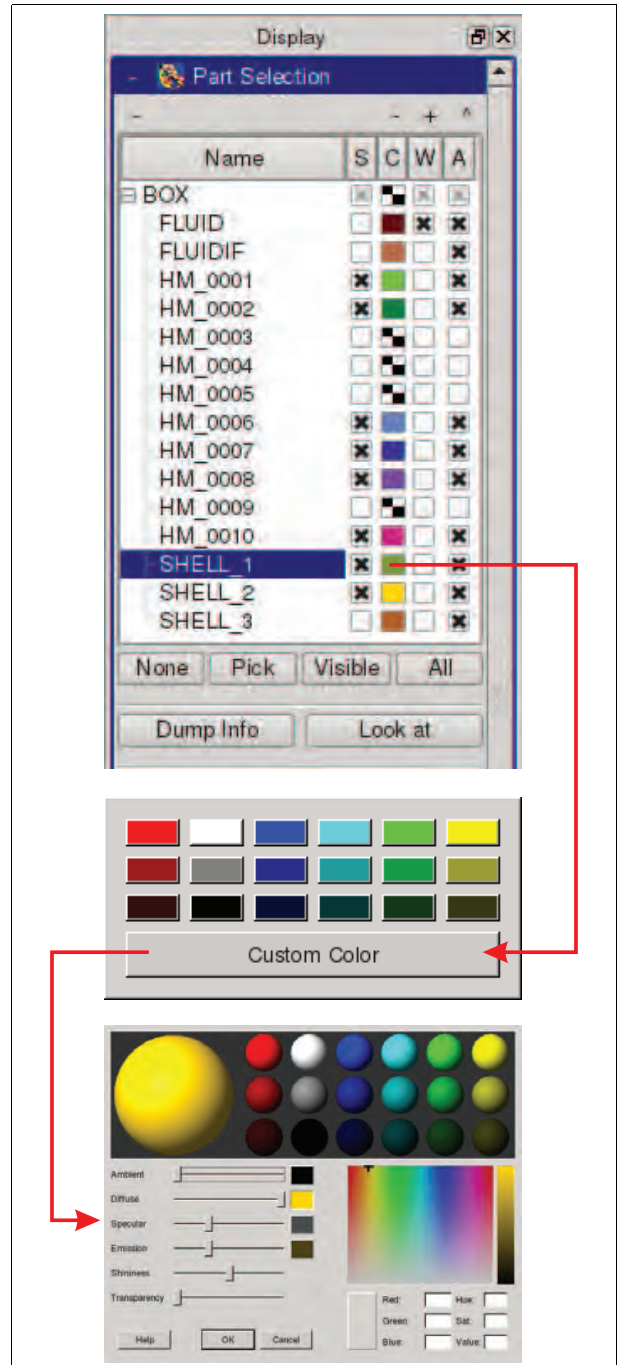 Display
- Part Selection
- - + ^
Name S C W A
BOX
FLUID
FLUIDIF
HM_0001
HM_0002
HM_0003
HM_0004
HM_0005
HM_0006
HM_0007
HM_0008
HM_0009
HM_0010
SHELL_1
SHELL_2
SHELL_3
None Pick Visible All
Dump Info Look at
Custom Color
Ambient
Diffuse
Specular
Emission
Shininess
Transparency
Red: Hue:
Green: Sat:
Blue: Value:
Help OK Cancel